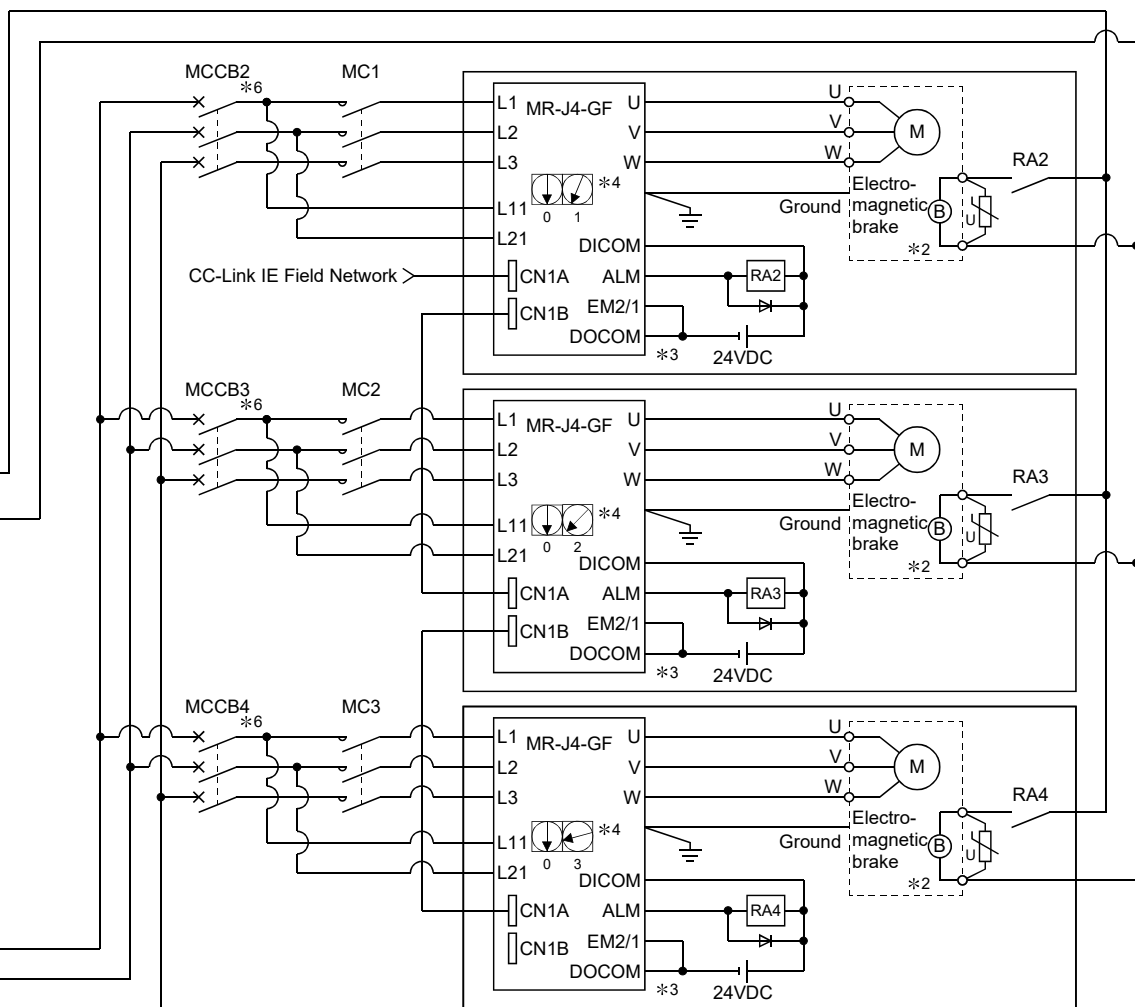 MCCB2 MC1
*6
L1 MR-J4-GF U U
L2 V V M
L3 W W RA2
*4
0 1
Electro-
magnetic
brake
Ground B U
L11
L21 DICOM *2
CC-Link IE Field Network CN1A ALM RA2
CN1B EM2/1
DOCOM
*3 24VDC
MCCB3 MC2
*6
L1 MR-J4-GF U U
L2 V V M
L3 W W RA3
*4
0 2
Electro-
magnetic
brake
Ground B U
L11
L21 DICOM *2
CN1A ALM RA3
CN1B EM2/1
DOCOM
*3 24VDC
MCCB4 MC3
*6
L1 MR-J4-GF U U
L2 V V M
L3 W W RA4
*4
0 3
Electro-
magnetic
brake
Ground B U
L11
L21 DICOM *2
CN1A ALM RA4
CN1B EM2/1
DOCOM
*3 24VDC